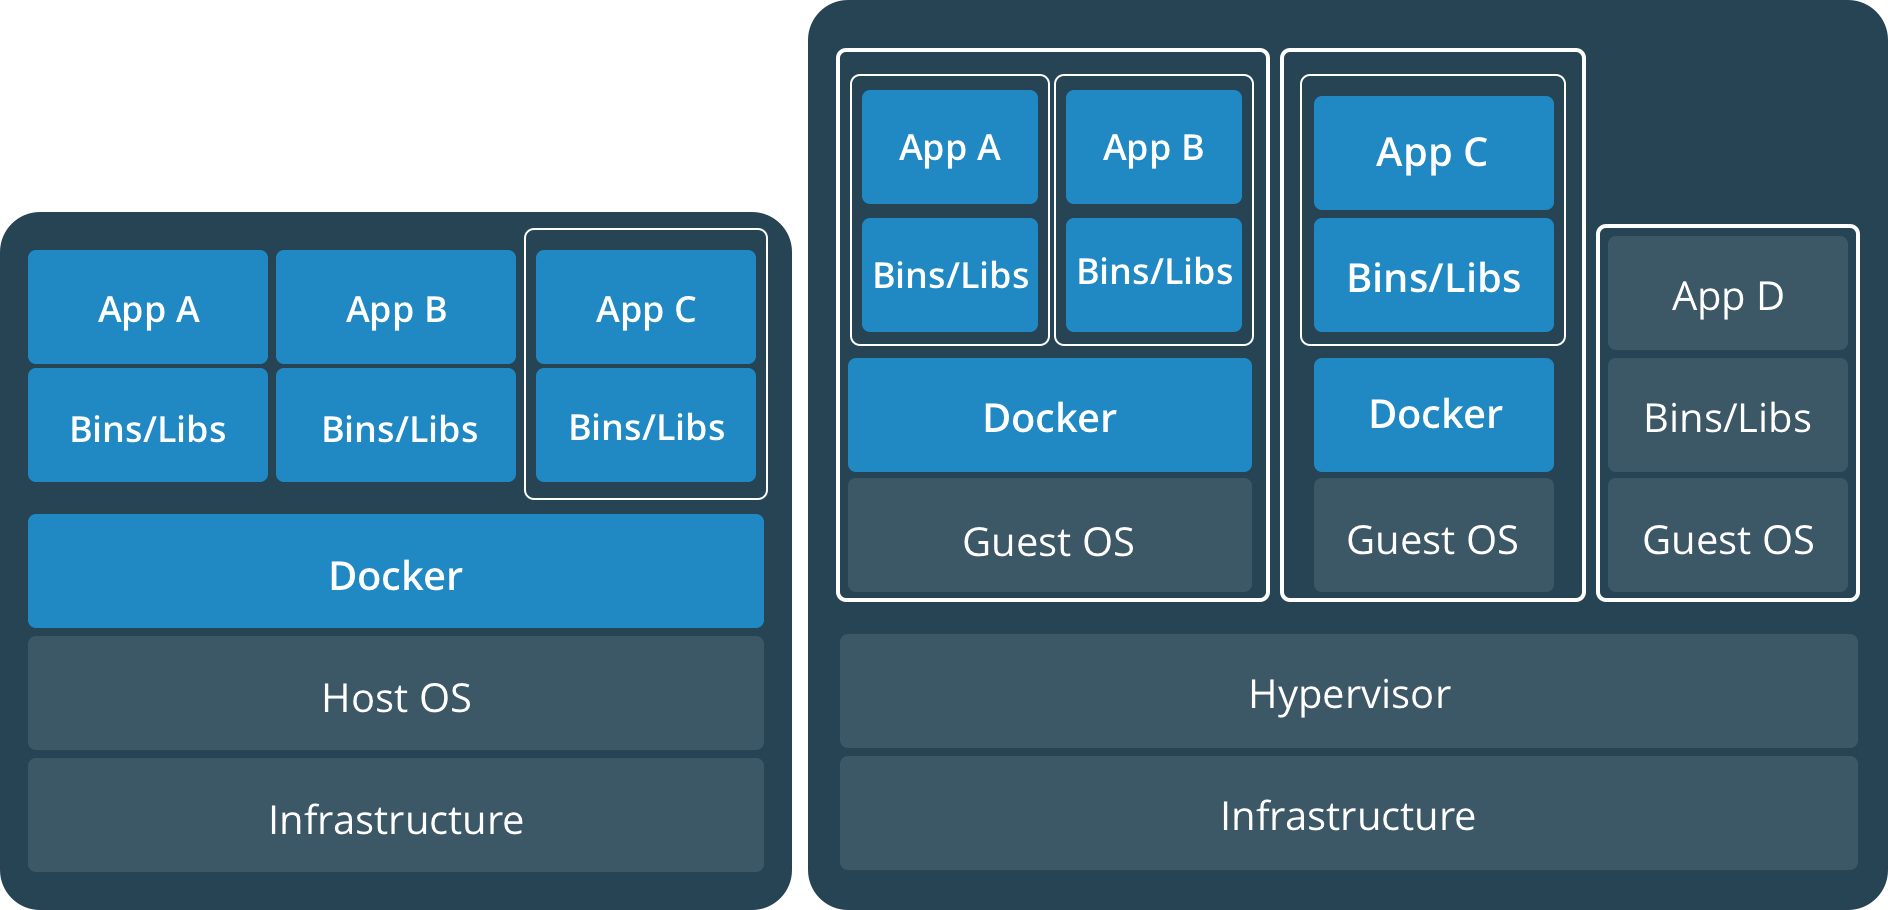 App A
App B
App C
Bins/Libs
Bins/Libs
Bins/Libs
Docker
Host OS
Infrastructure
App A
App B
Bins/Libs
Bins/Libs
Docker
Guest OS
App C
Bins/Libs
Docker
Guest OS
App D
Bins/Libs
Guest OS
Hypervisor
Infrastructure